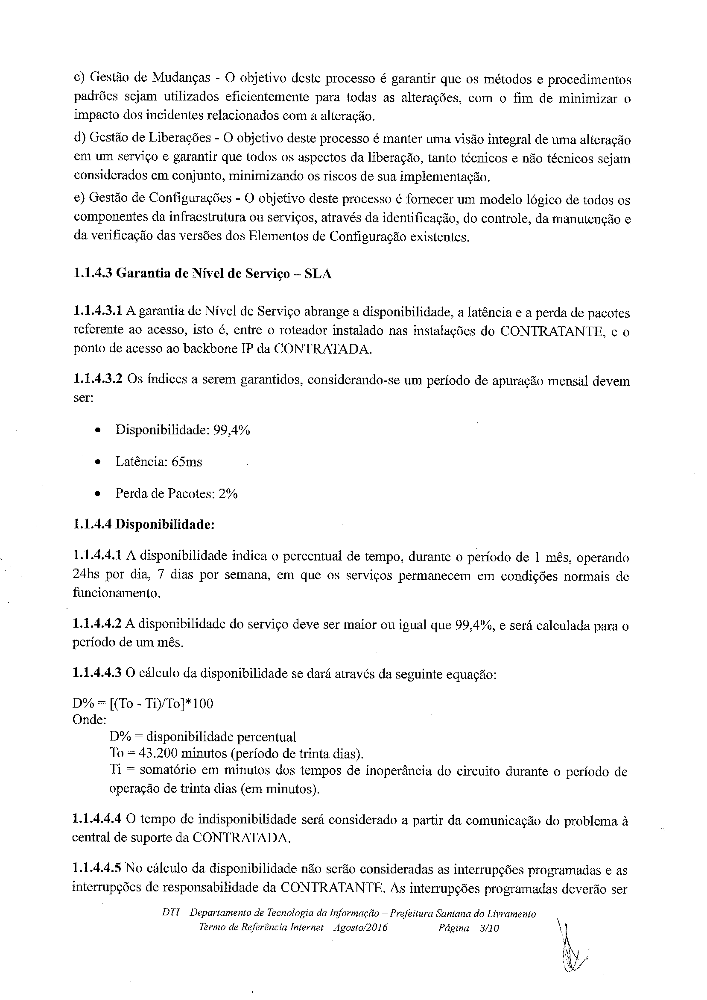 c) Gestão de Mudanças - O objetivo deste processo é garantir que os métodos e procedimentos
padrões sejam utilizados eficientemente para todas as alterações, com o fim de minimizar o
impacto dos incidentes relacionados com a alteração.
d) Gestão de Liberações - O objetivo deste processo é manter uma visão integral de uma alteração
em um serviço e garantir que todos os aspectos da liberação, tanto técnicos e não técnicos sejam
considerados em conjunto, minimizando os riscos de sua implementação.
e) Gestão de Configurações - O objetivo deste processo é fornecer um modelo lógico de todos os
componentes da infraestrutura ou serviços, através da identificação, do controle, da manutenção e
da verificação das versões dos Elementos de Configuração existentes.
1.1.4.3 Garantia de Nível de Serviço – SLA
1.1.4.3.1 A garantia de Nível de Serviço abrange a disponibilidade, a latência e a perda de pacotes
referente ao acesso, isto é, entre o roteador instalado nas instalações do CONTRATANTE, e o
ponto de acesso ao backbone IP da CONTRATADA.
1.1.4.3.2 Os índices a serem garantidos, considerando-se um período de apuração mensal devem
ser:
• Disponibilidade: 99,4%
• Latência: 65ms
• Perda de Pacotes: 2%
1.1.4.4 Disponibilidade:
1.1.4.4.1 A disponibilidade indica o percentual de tempo, durante o período de 1 mês, operando
24hs por dia, 7 dias por semana, em que os serviços permanecem em condições normais de
funcionamento.
1.1.4.4.2 A disponibilidade do serviço deve ser maior ou igual que 99,4%, e será calculada para o
período de um mês.
1.1.4.4.3 O cálculo da disponibilidade se dará através da seguinte equação:
D% = [(To - Ti)/To]*100
Onde:
D% = disponibilidade percentual
To = 43.200 minutos (período de trinta dias).
Ti = somatório em minutos dos tempos de inoperância do circuito durante o período de
operação de trinta dias (em minutos).
1.1.4.4.4 O tempo de indisponibilidade será considerado a partir da comunicação do problema à
central de suporte da CONTRATADA.
1.1.4.4.5 No cálculo da disponibilidade não serão consideradas as interrupções programadas e as
interrupções de responsabilidade da CONTRATANTE. As interrupções programadas deverão ser
DTI – Departamento de Tecnologia da Informação – Prefeitura Santana do Livramento
Termo de Referência Internet – Agosto/2016 Página 3/10